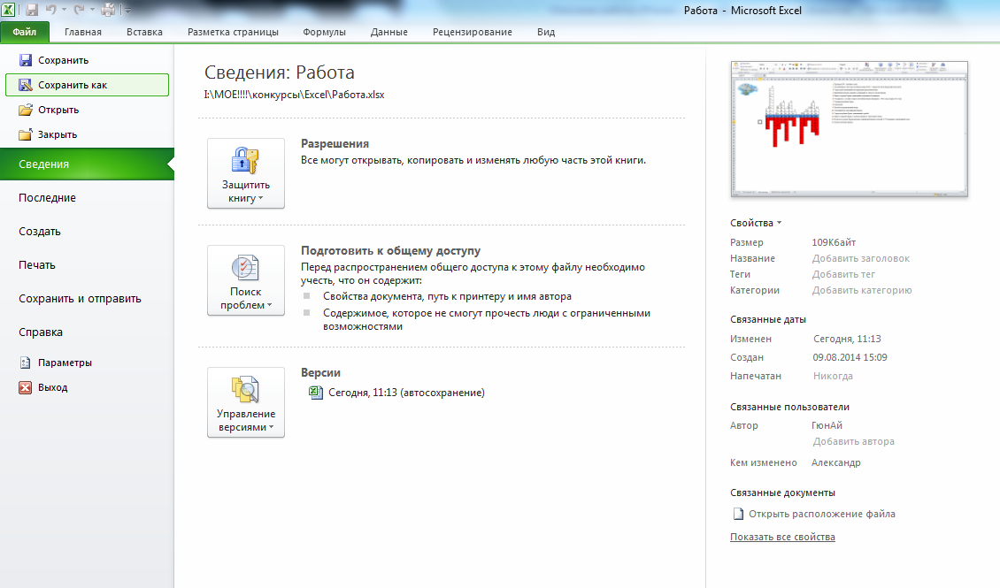 Работа - Microsoft Excel
Файл Главная Вставка Разметка страницы Формулы Данные Рецензирование Вид
Сохранить
Сохранить как
Открыть
Закрыть
Сведения
Последние
Создать
Печать
Сохранить и отправить
Справка
Параметры
Выход
Сведения: Работа
I:\МОЕ!!!!\конкурсы\Excel\Работа.xlsx
Защитить
книгу
Разрешения
Все могут открывать, копировать и изменять любую часть этой книги.
Поиск
проблем
Подготовить к общему доступу
Перед распространением общего доступа к этому файлу необходимо
учесть, что он содержит:
Свойства документа, путь к принтеру и имя автора
Содержимое, которое не смогут прочесть люди с ограниченными
возможностями
Управление
версиями
Версии
Сегодня, 11:13 (автосохранение)
Свойства
Размер 109Кбайт
Название Добавить заголовок
Теги Добавить тег
Категории Добавить категорию
Связанные даты
Изменен Сегодня, 11:13
Создан 09.08.2014 15:09
Напечатан Никогда
Связанные пользователи
Автор ГюнАй
Добавить автора
Кем изменено Александр
Связанные документы
Открыть расположение файла
Показать все свойства